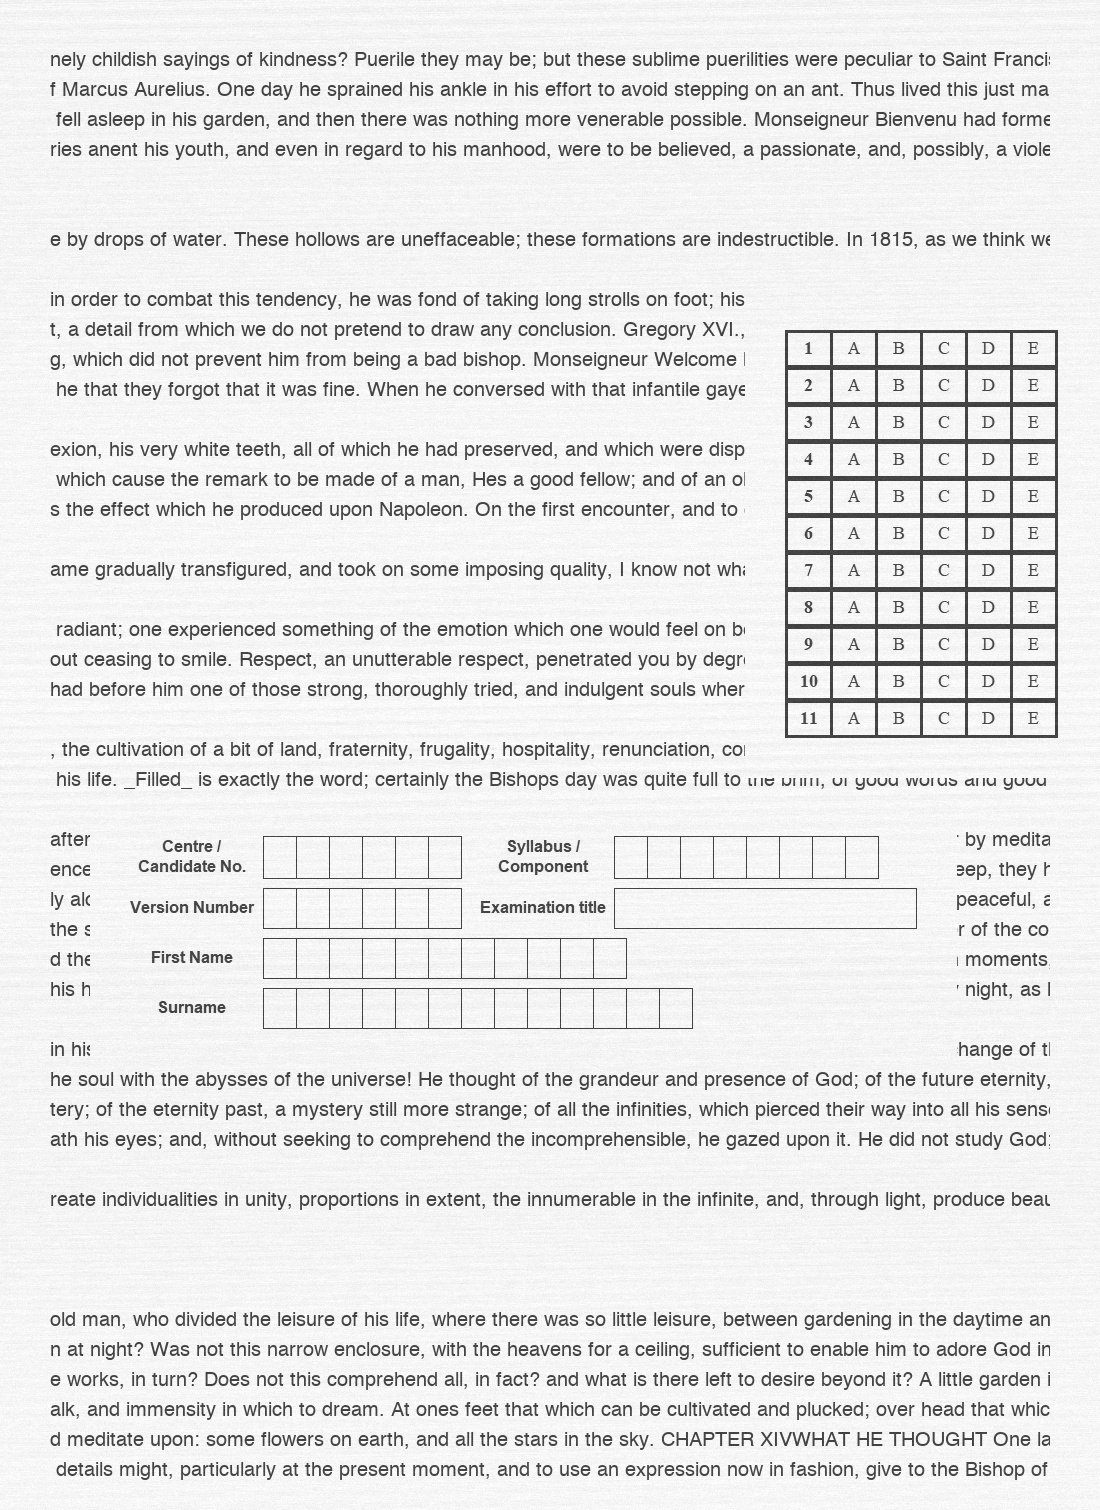 nely childish sayings of kindness? Puerile they may be; but these sublime puerilities were peculiar to Saint Franci
f Marcus Aurelius. One day he sprained his ankle in his effort to avoid stepping on an ant. Thus lived this just ma
fell asleep in his garden, and then there was nothing more venerable possible. Monseigneur Bienvenu had forme
ries anent his youth, and even in regard to his manhood, were to be believed, a passionate, and, possibly, a viole
e by drops of water. These hollows are uneffaceable; these formations are indestructible. In 1815, as we think we
in order to combat this tendency, he was fond of taking long strolls on foot; his
t, a detail from which we do not pretend to draw any conclusion. Gregory XVI.,
g, which did not prevent him from being a bad bishop. Monseigneur Welcome
he that they forgot that it was fine. When he conversed with that infantile gaye
exion, his very white teeth, all of which he had preserved, and which were disp
which cause the remark to be made of a man, Hes a good fellow; and of an ol
s the effect which he produced upon Napoleon. On the first encounter, and to
ame gradually transfigured, and took on some imposing quality, I know not wha
radiant; one experienced something of the emotion which one would feel on be
out ceasing to smile. Respect, an unutterable respect, penetrated you by degre
had before him one of those strong, thoroughly tried, and indulgent souls wher
, the cultivation of a bit of land, fraternity, frugality, hospitality, renunciation, con
1 A B C D E
2 A B C D E
3 A B C D E
4 A B C D E
5 A B C D E
6 A B C D E
7 A B C D E
8 A B C D E
9 A B C D E
10 A B C D E
11 A B C D E
his life. _Filled_ is exactly the word; certainly the Bishops day was quite full to the brim, of good words and good
after by medita
ence eep, they h
ly alo peaceful, a
the s r of the co
d the moments,
his h night, as
in his hange of t
Centre / Candidate No.
Syllabus / Component
Version Number
Examination title
First Name
Surname
he soul with the abysses of the universe! He thought of the grandeur and presence of God; of the future eternity,
tery; of the eternity past, a mystery still more strange; of all the infinities, which pierced their way into all his sense
ath his eyes; and, without seeking to comprehend the incomprehensible, he gazed upon it. He did not study God;
reate individualities in unity, proportions in extent, the innumerable in the infinite, and, through light, produce beau
old man, who divided the leisure of his life, where there was so little leisure, between gardening in the daytime an
n at night? Was not this narrow enclosure, with the heavens for a ceiling, sufficient to enable him to adore God in
e works, in turn? Does not this comprehend all, in fact? and what is there left to desire beyond it? A little garden i
alk, and immensity in which to dream. At ones feet that which can be cultivated and plucked; over head that whic
d meditate upon: some flowers on earth, and all the stars in the sky. CHAPTER XIVWHAT HE THOUGHT One la
details might, particularly at the present moment, and to use an expression now in fashion, give to the Bishop of